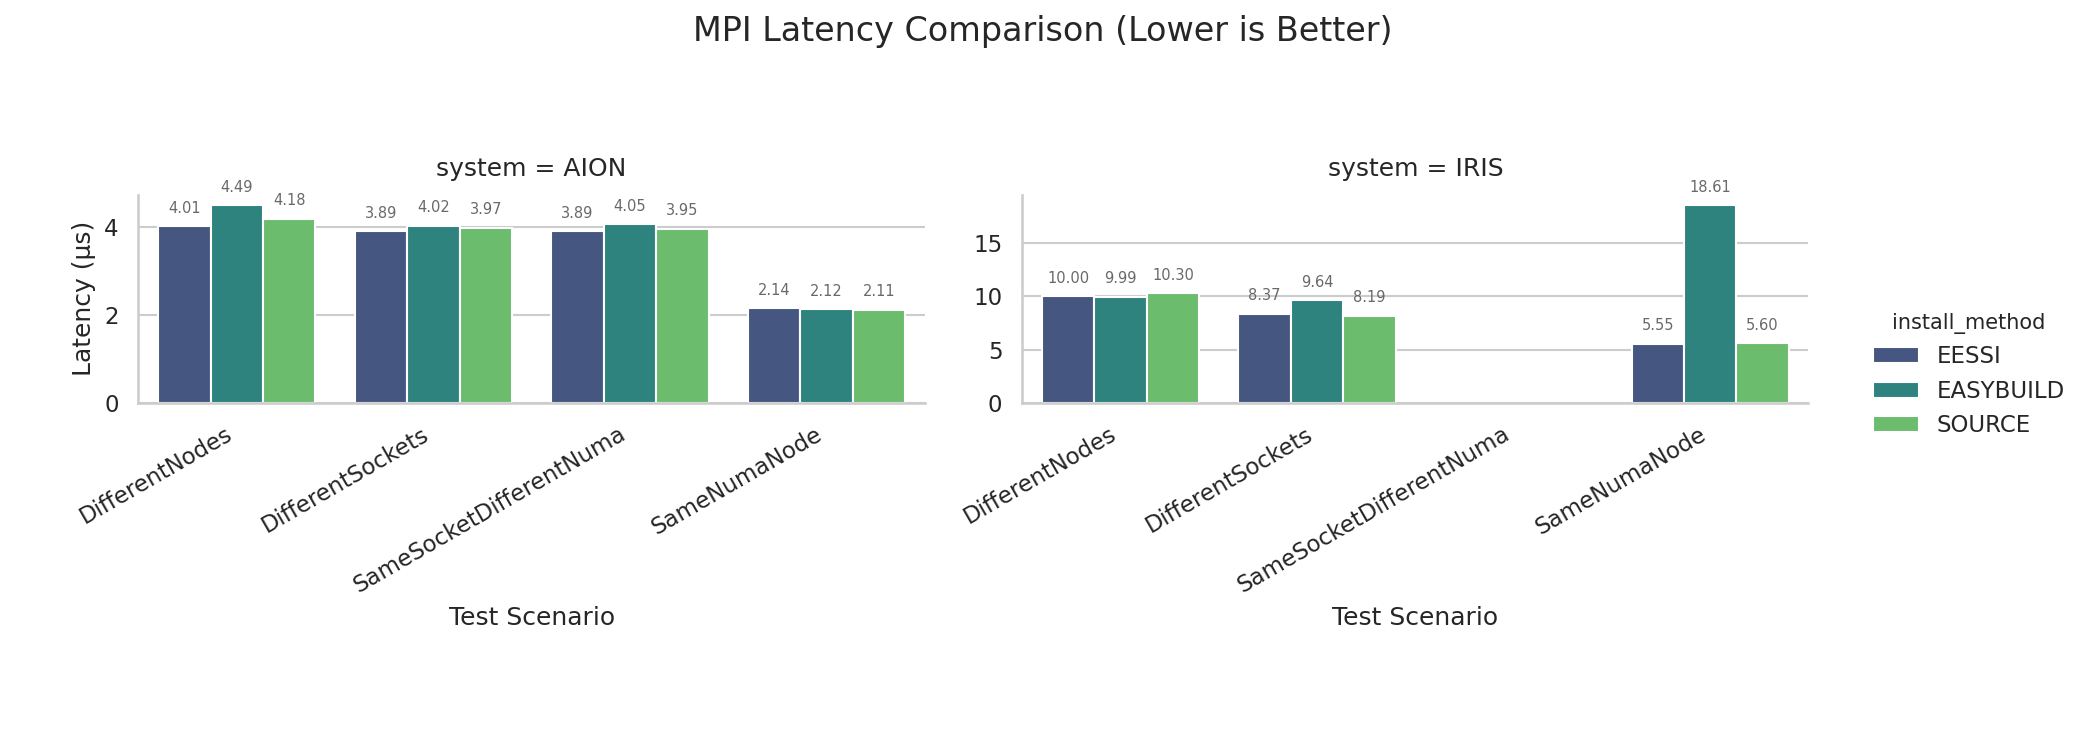 MPI Latency Comparison (Lower is Better)
system = AION
Latency (µs)
4
2
0
4.01
4.49
4.18
3.89
4.02
3.97
3.89
4.05
3.95
2.14
2.12
2.11
DifferentNodes
DifferentSockets
SameSocketDifferentNuma
SameNumaNode
Test Scenario
system = IRIS
15
10
5
0
10.00
9.99
10.30
8.37
9.64
8.19
5.55
18.61
5.60
DifferentNodes
DifferentSockets
SameSocketDifferentNuma
SameNumaNode
Test Scenario
install_method
EESSI
EASYBUILD
SOURCE